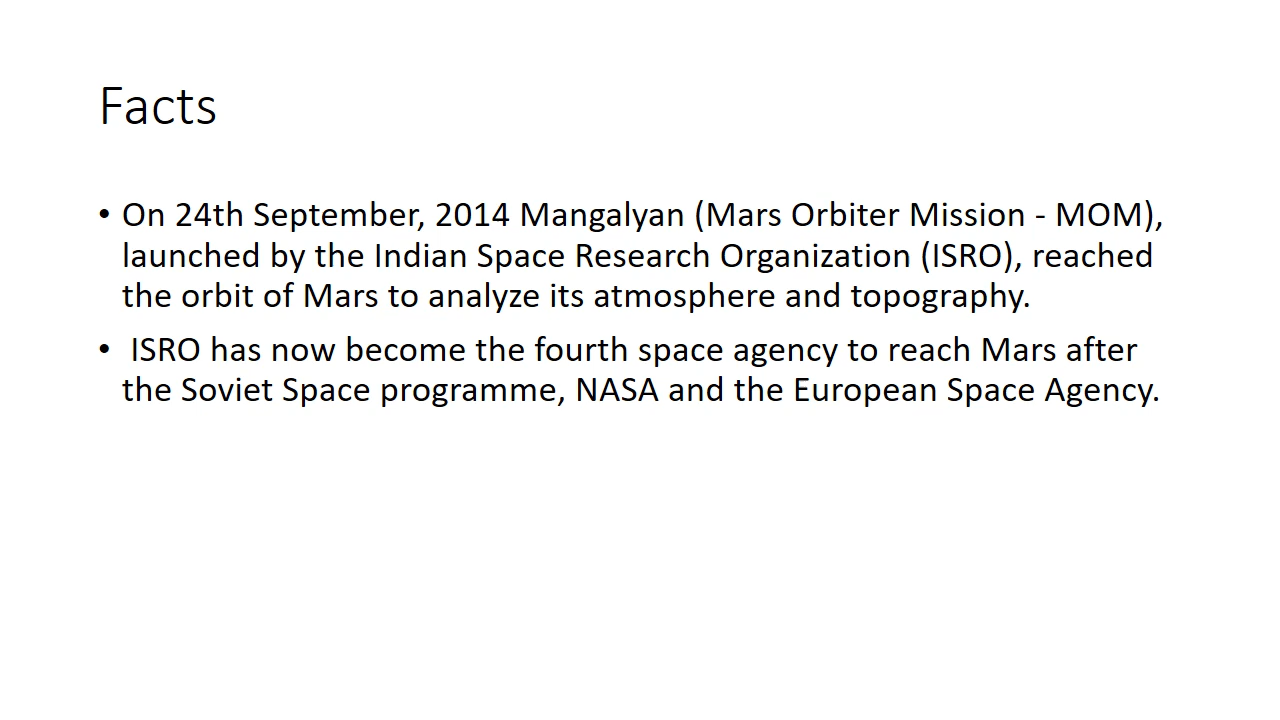 Facts
• On 24th September, 2014 Mangalyan (Mars Orbiter Mission - MOM),
launched by the Indian Space Research Organization (ISRO), reached
the orbit of Mars to analyze its atmosphere and topography.
• ISRO has now become the fourth space agency to reach Mars after
the Soviet Space programme, NASA and the European Space Agency.